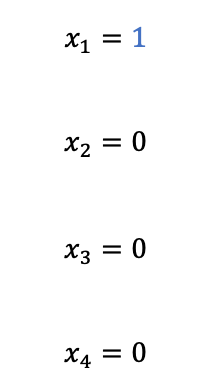 x₁ = 1
x₂ = 0
x₃ = 0
x₄ = 0